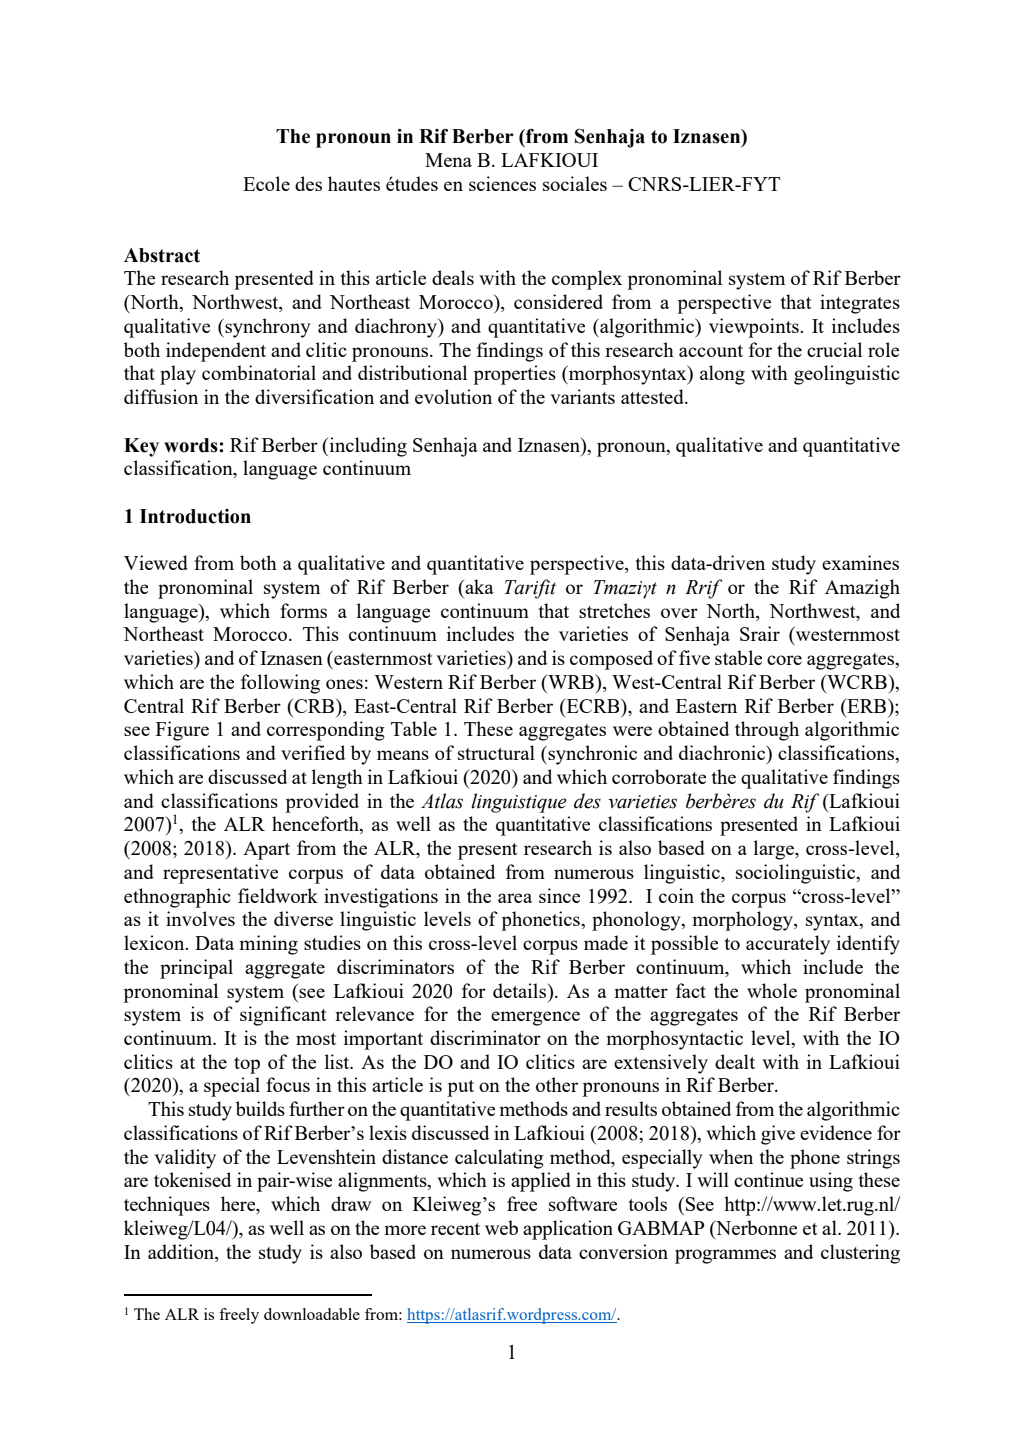 The pronoun in Rif Berber (from Senhaja to Iznasen)
Mena B. LAFKIOUI
Ecole des hautes études en sciences sociales – CNRS-LIER-FYT
Abstract
The research presented in this article deals with the complex pronominal system of Rif Berber
(North, Northwest, and Northeast Morocco), considered from a perspective that integrates
qualitative (synchrony and diachrony) and quantitative (algorithmic) viewpoints. It includes
both independent and clitic pronouns. The findings of this research account for the crucial role
that play combinatorial and distributional properties (morphosyntax) along with geolinguistic
diffusion in the diversification and evolution of the variants attested.
Key words: Rif Berber (including Senhaja and Iznasen), pronoun, qualitative and quantitative
classification, language continuum
1 Introduction
Viewed from both a qualitative and quantitative perspective, this data-driven study examines
the pronominal system of Rif Berber (aka Tarifit or Tmaziɣt n Rrif or the Rif Amazigh
language), which forms a language continuum that stretches over North, Northwest, and
Northeast Morocco. This continuum includes the varieties of Senhaja Srair (westernmost
varieties) and of Iznasen (easternmost varieties) and is composed of five stable core aggregates,
which are the following ones: Western Rif Berber (WRB), West-Central Rif Berber (WCRB),
Central Rif Berber (CRB), East-Central Rif Berber (ECRB), and Eastern Rif Berber (ERB);
see Figure 1 and corresponding Table 1. These aggregates were obtained through algorithmic
classifications and verified by means of structural (synchronic and diachronic) classifications,
which are discussed at length in Lafkioui (2020) and which corroborate the qualitative findings
and classifications provided in the Atlas linguistique des varieties berbères du Rif (Lafkioui
2007)¹, the ALR henceforth, as well as the quantitative classifications presented in Lafkioui
(2008; 2018). Apart from the ALR, the present research is also based on a large, cross-level,
and representative corpus of data obtained from numerous linguistic, sociolinguistic, and
ethnographic fieldwork investigations in the area since 1992. I coin the corpus “cross-level”
as it involves the diverse linguistic levels of phonetics, phonology, morphology, syntax, and
lexicon. Data mining studies on this cross-level corpus made it possible to accurately identify
the principal aggregate discriminators of the Rif Berber continuum, which include the
pronominal system (see Lafkioui 2020 for details). As a matter fact the whole pronominal
system is of significant relevance for the emergence of the aggregates of the Rif Berber
continuum. It is the most important discriminator on the morphosyntactic level, with the IO
clitics at the top of the list. As the DO and IO clitics are extensively dealt with in Lafkioui
(2020), a special focus in this article is put on the other pronouns in Rif Berber.
This study builds further on the quantitative methods and results obtained from the algorithmic
classifications of Rif Berber’s lexis discussed in Lafkioui (2008; 2018), which give evidence for
the validity of the Levenshtein distance calculating method, especially when the phone strings
are tokenised in pair-wise alignments, which is applied in this study. I will continue using these
techniques here, which draw on Kleiweg’s free software tools (See http://www.let.rug.nl/
kleiweg/L04/), as well as on the more recent web application GABMAP (Nerbonne et al. 2011).
In addition, the study is also based on numerous data conversion programmes and clustering
¹ The ALR is freely downloadable from: https://atlasrif.wordpress.com/.
1